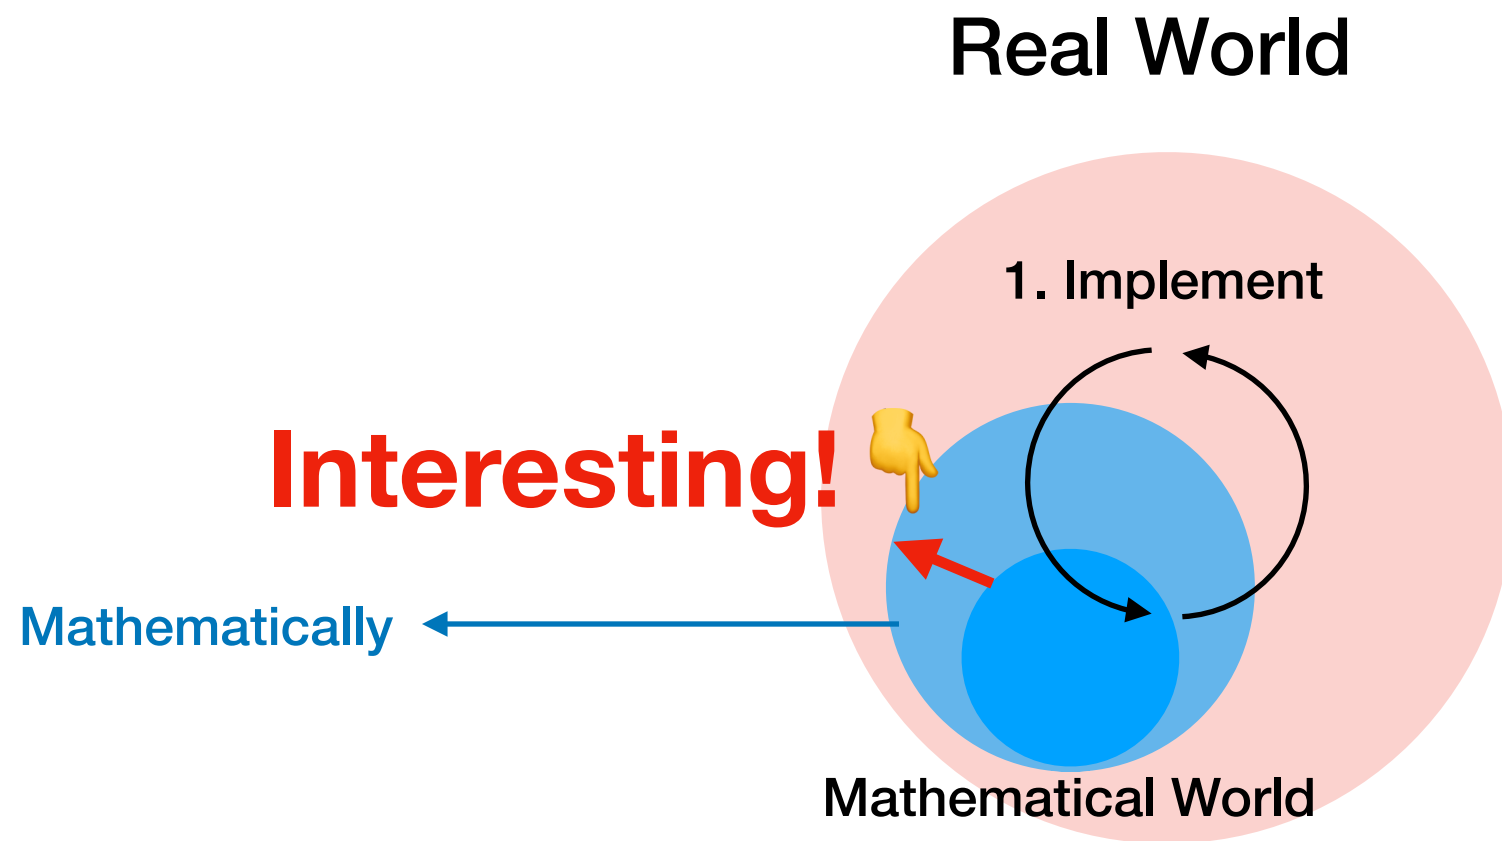 Real World
1. Implement
Interesting!
Mathematically
Mathematical World